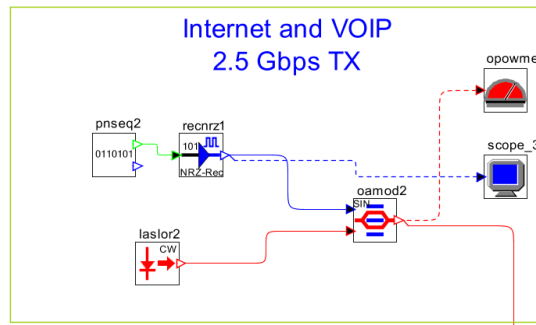 Internet and VOIP
2.5 Gbps TX
opowme
pnseq2
recnrz1
0110101
101
NRZ-Rec
scope_3
oamod2
SIN
laslor2
CW